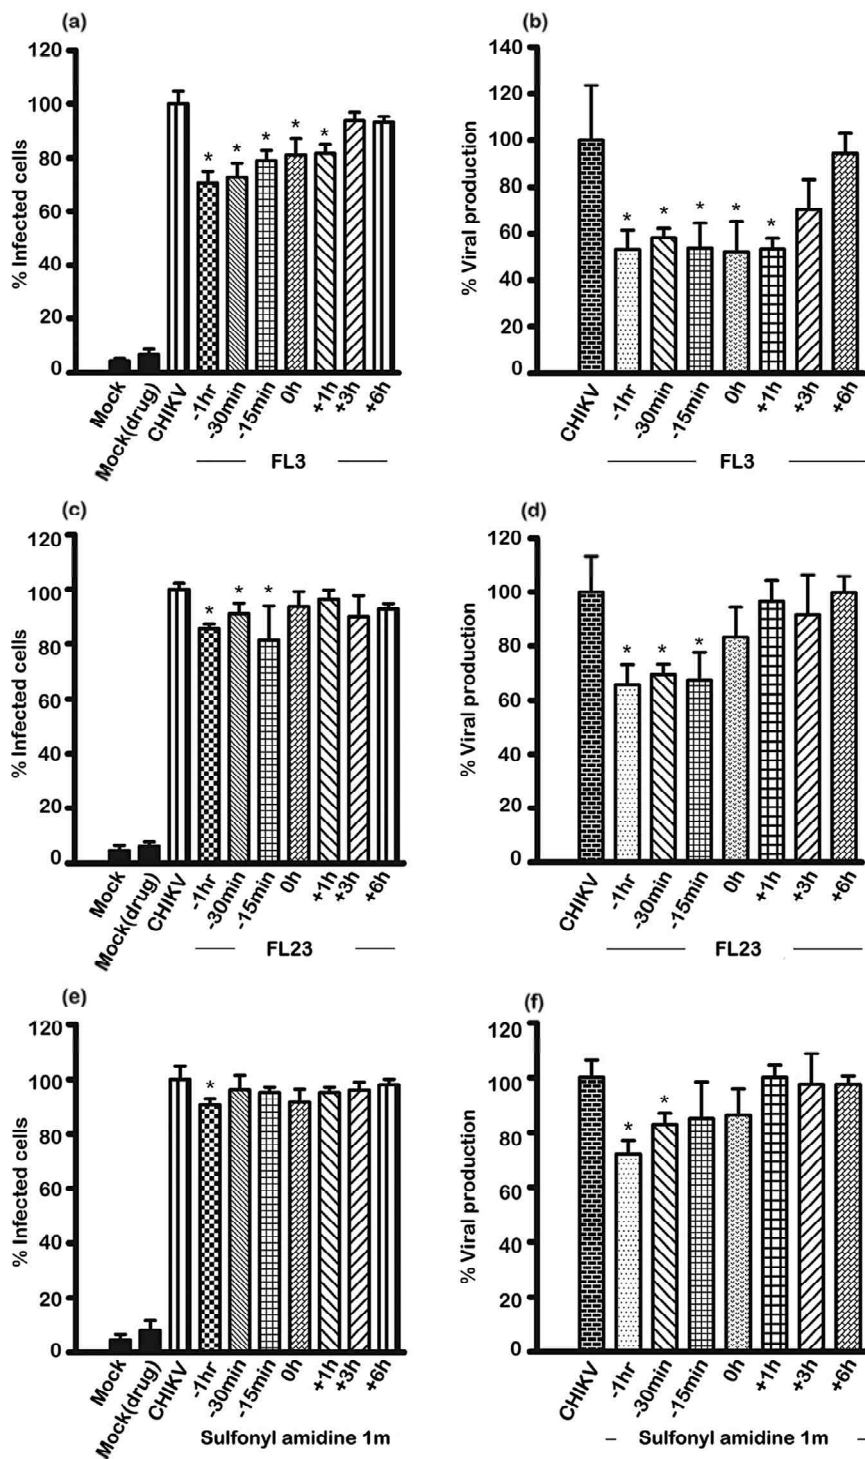 (a)
% Infected cells
120
100
80
60
40
20
0
* * * * *
Mock
Mock(drug)
CHIKV
-1hr
-30min
-15min
0h
+1h
+3h
+6h
FL3
(b)
% Viral production
140
120
100
80
60
40
20
0
* * * * *
CHIKV
-1hr
-30min
-15min
0h
+1h
+3h
+6h
FL3
(c)
% Infected cells
120
100
80
60
40
20
0
* * *
Mock
Mock(drug)
CHIKV
-1hr
-30min
-15min
0h
+1h
+3h
+6h
FL23
(d)
% Viral production
120
100
80
60
40
20
0
* * *
CHIKV
-1hr
-30min
-15min
0h
+1h
+3h
+6h
FL23
(e)
% Infected cells
120
100
80
60
40
20
0
*
Mock
Mock(drug)
CHIKV
-1hr
-30min
-15min
0h
+1h
+3h
+6h
Sulfonyl amidine 1m
(f)
% Viral production
120
100
80
60
40
20
0
* *
CHIKV
-1hr
-30min
-15min
0h
+1h
+3h
+6h
Sulfonyl amidine 1m